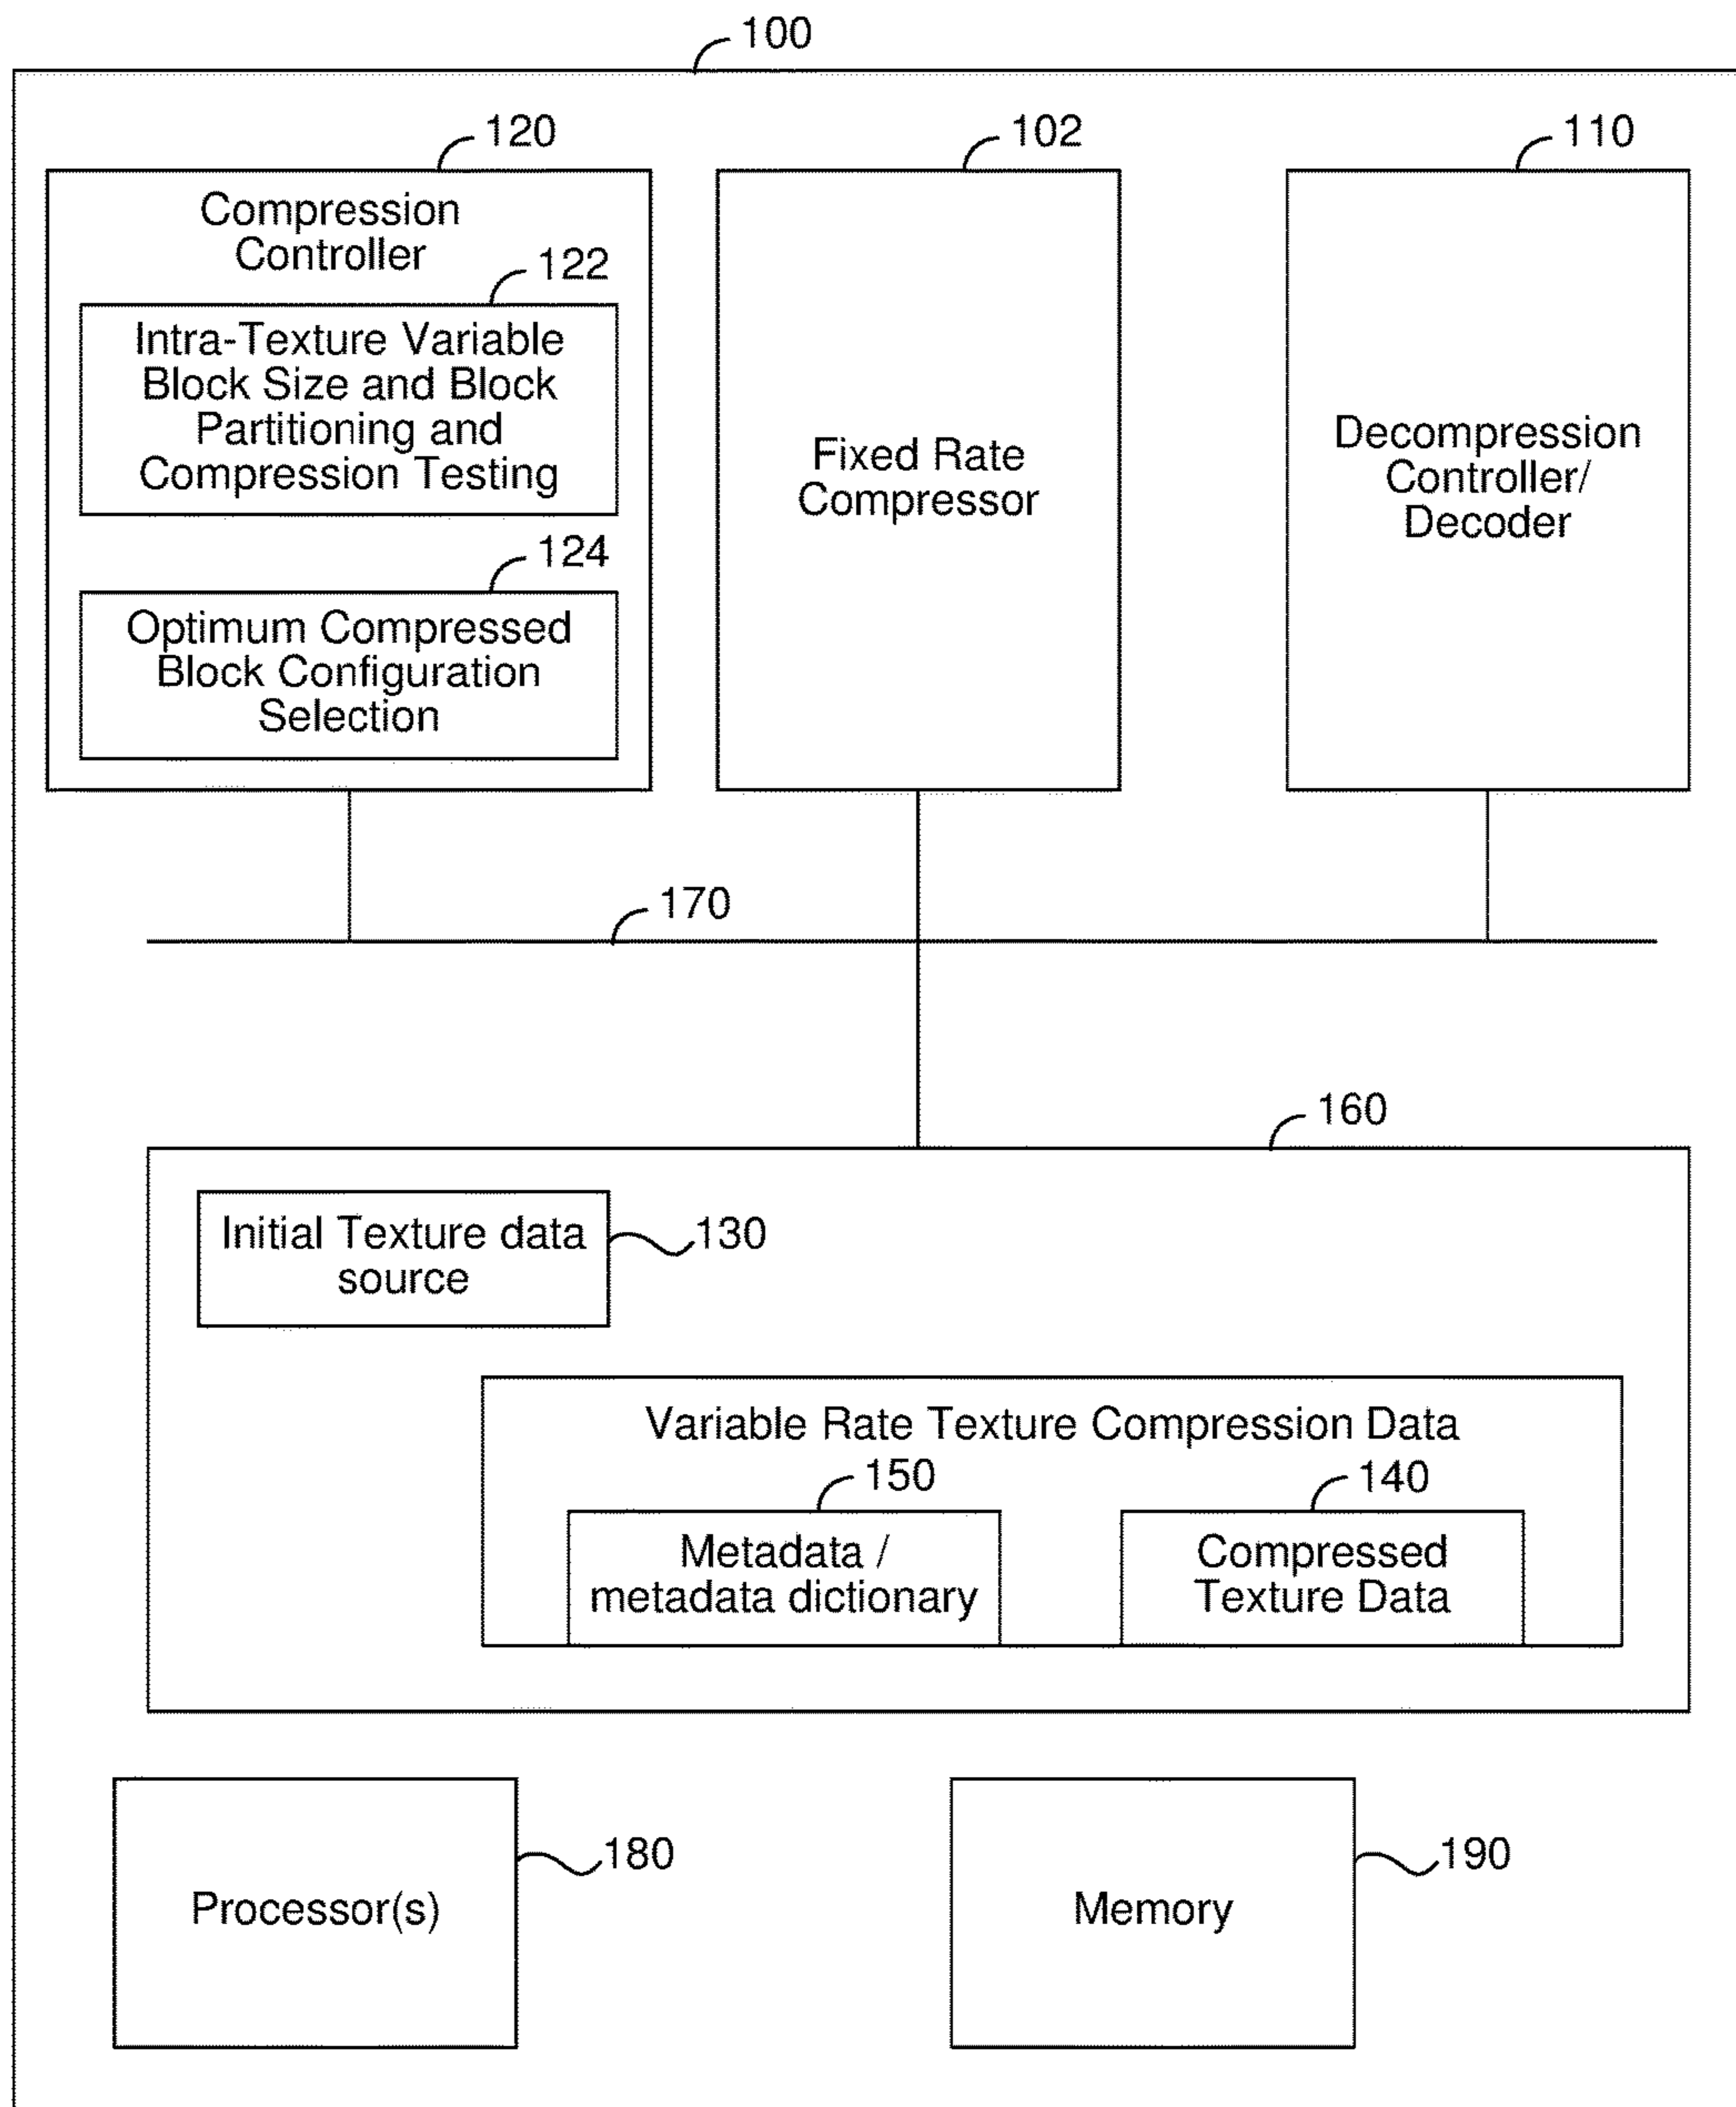 100
120
102
110
Compression
Controller
122
Intra-Texture Variable
Block Size and Block
Partitioning and
Compression Testing
124
Optimum Compressed
Block Configuration
Selection
Fixed Rate
Compressor
Decompression
Controller/
Decoder
170
160
Initial Texture data
source
130
Variable Rate Texture Compression Data
150
140
Metadata /
metadata dictionary
Compressed
Texture Data
Processor(s)
180
Memory
190